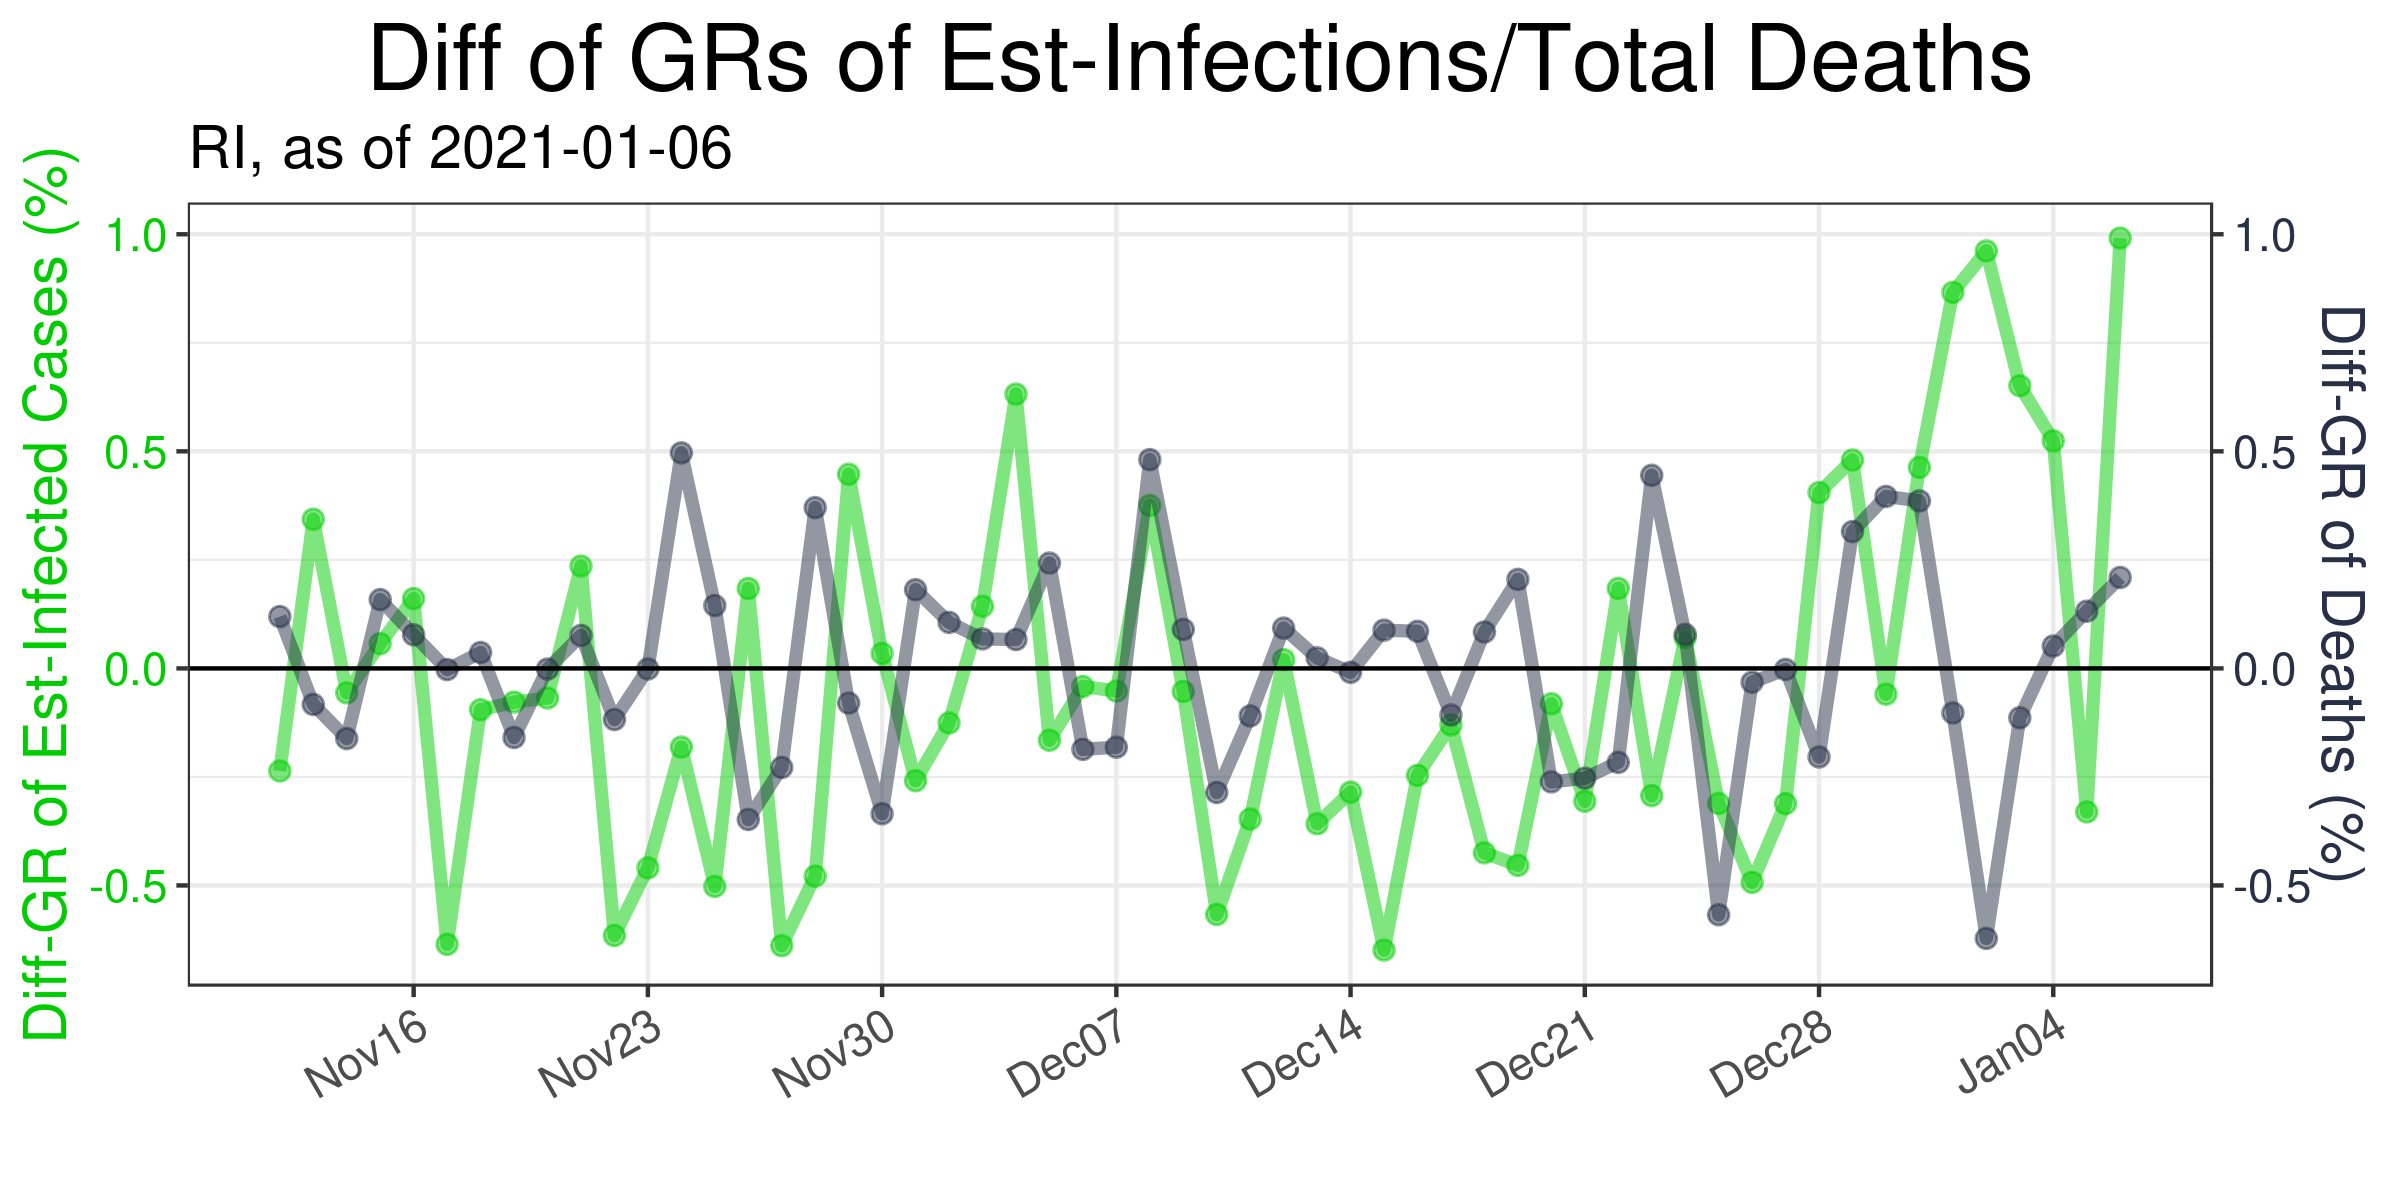 Diff of GRs of Est-Infections/Total Deaths
RI, as of 2021-01-06
Diff-GR of Est-Infected Cases (%)
1.0
0.5
0.0
-0.5
1.0
0.5
0.0
-0.5
Diff-GR of Deaths (%)
Nov16
Nov23
Nov30
Dec07
Dec14
Dec21
Dec28
Jan04